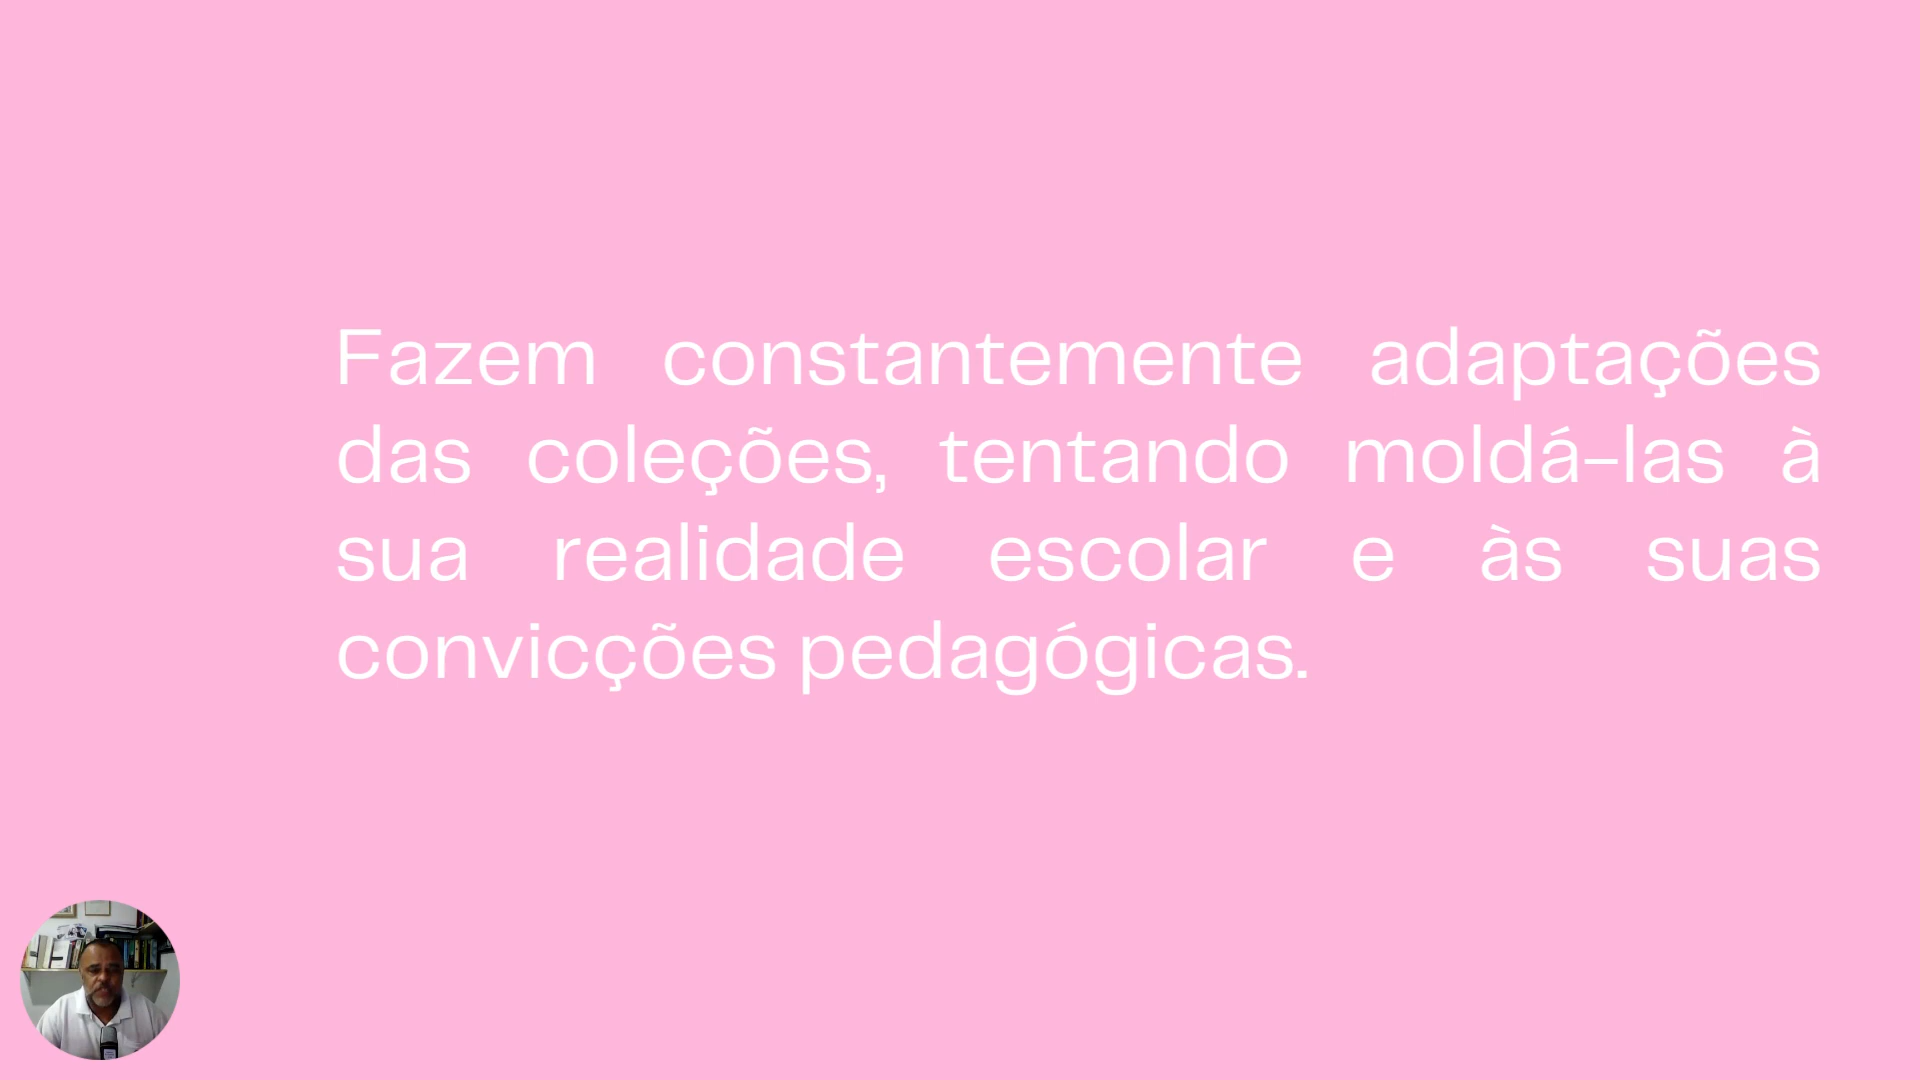 Fazem constantemente adaptações
das coleções, tentando moldá-las à
sua realidade escolar e às suas
convicções pedagógicas.